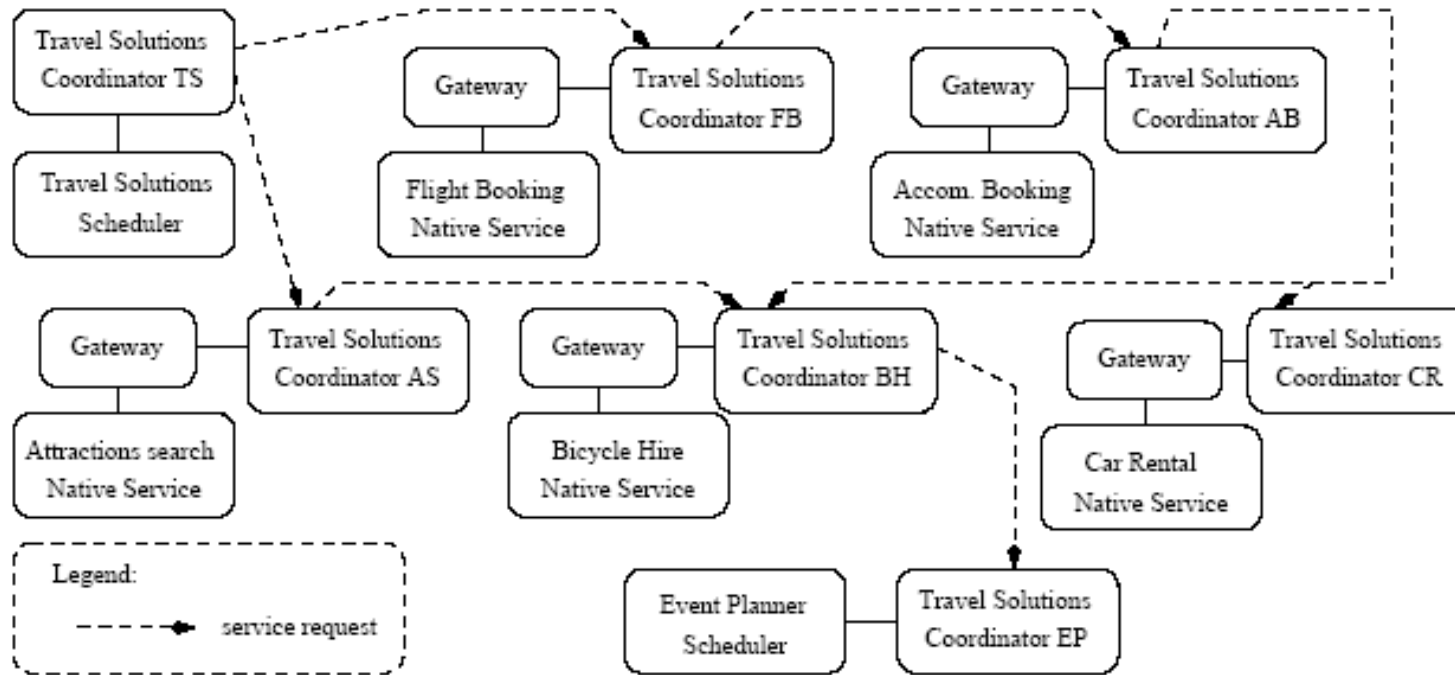 Travel Solutions
Coordinator TS
Travel Solutions
Scheduler
Gateway
Travel Solutions
Coordinator FB
Flight Booking
Native Service
Gateway
Travel Solutions
Coordinator AB
Accom. Booking
Native Service
Gateway
Travel Solutions
Coordinator AS
Attractions search
Native Service
Gateway
Travel Solutions
Coordinator BH
Bicycle Hire
Native Service
Gateway
Travel Solutions
Coordinator CR
Car Rental
Native Service
Legend:
service request
Event Planner
Scheduler
Travel Solutions
Coordinator EP